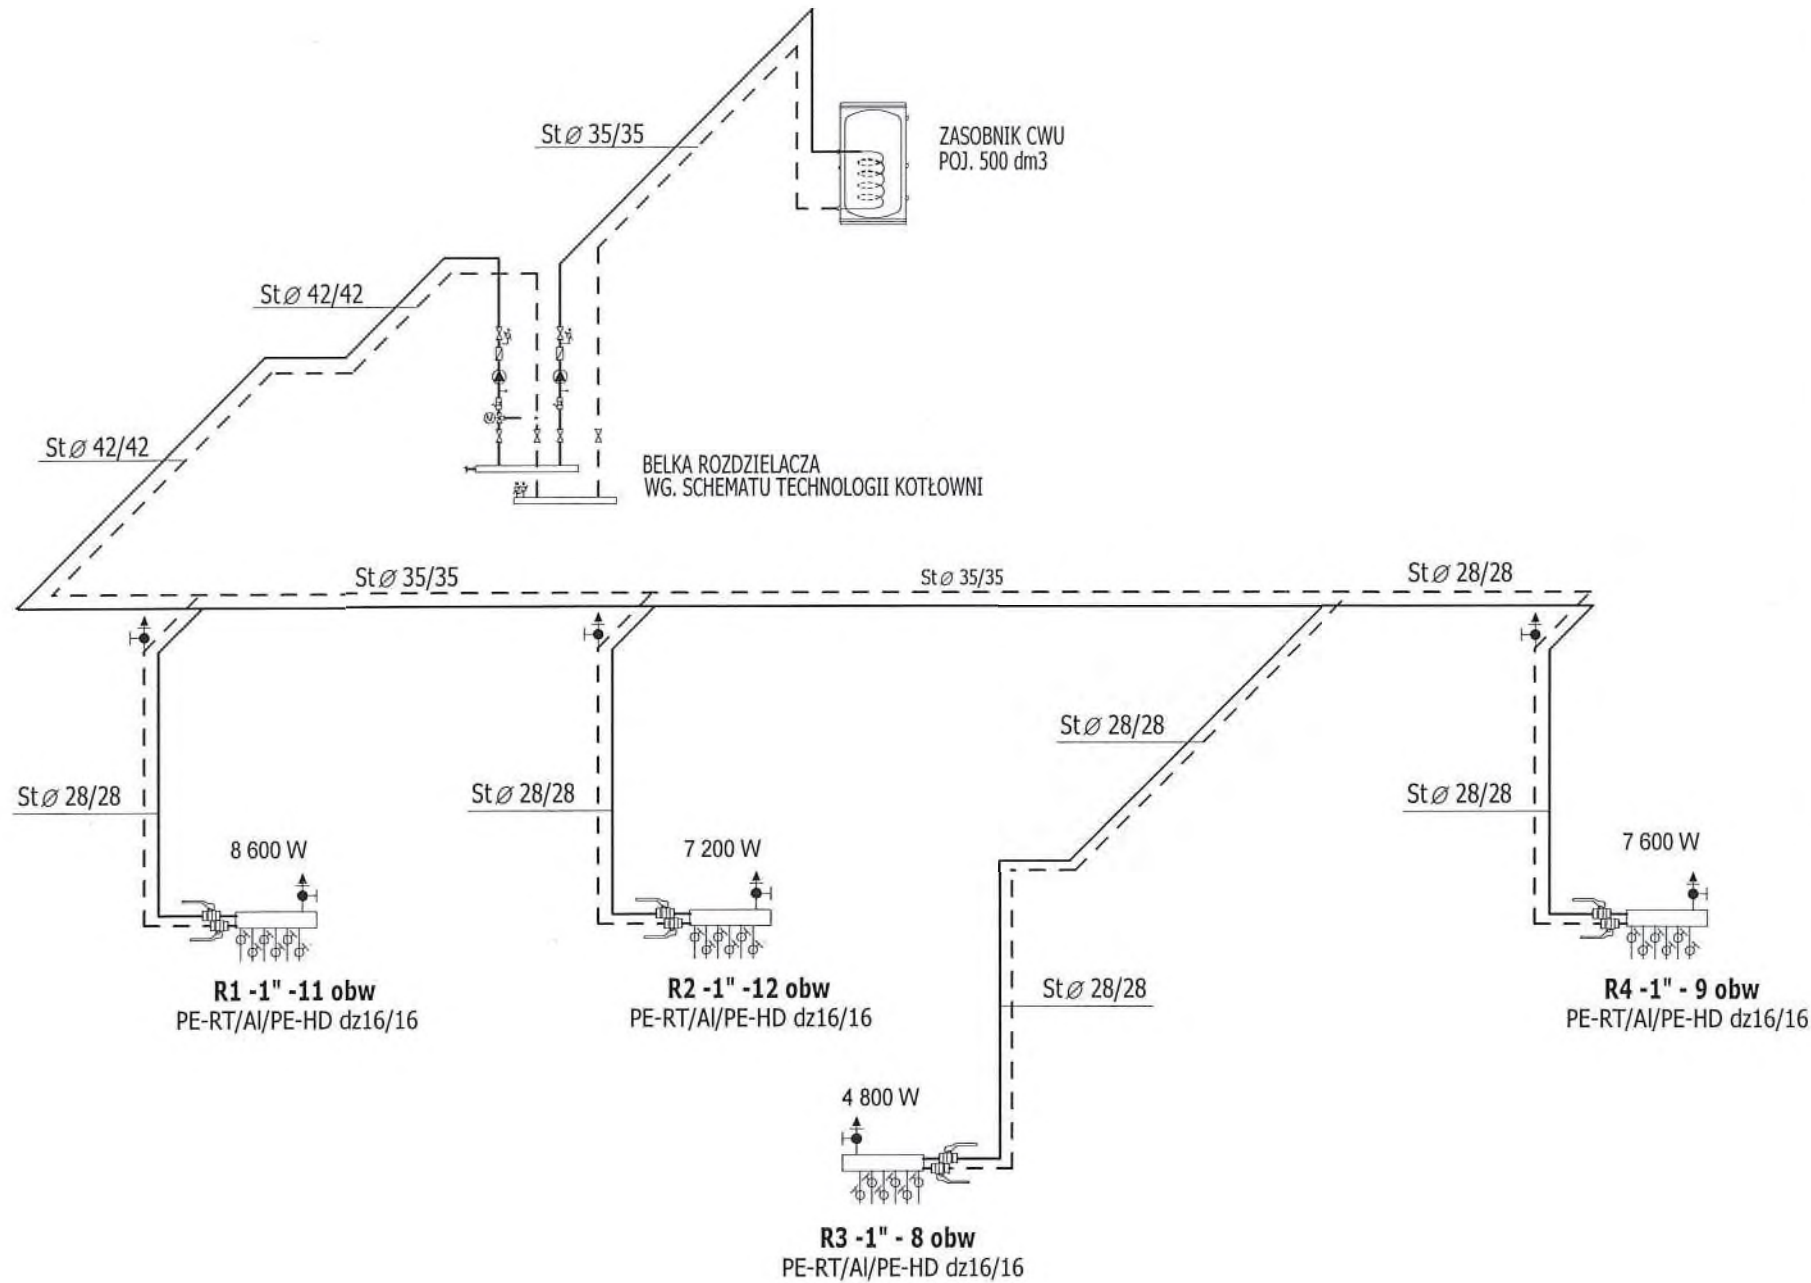 St⌀ 35/35
ZASOBNIK CWU
POJ. 500 dm3
St⌀ 42/42
St⌀ 42/42
BELKA ROZDZIELACZA
WG. SCHEMATU TECHNOLOGII KOTŁOWNI
St⌀ 35/35
St⌀ 35/35
St⌀ 28/28
St⌀ 28/28
St⌀ 28/28
St⌀ 28/28
St⌀ 28/28
8 600 W
7 200 W
7 600 W
R1 -1" -11 obw
PE-RT/Al/PE-HD dz16/16
R2 -1" -12 obw
PE-RT/Al/PE-HD dz16/16
St⌀ 28/28
R4 -1" - 9 obw
PE-RT/Al/PE-HD dz16/16
4 800 W
R3 -1" - 8 obw
PE-RT/Al/PE-HD dz16/16